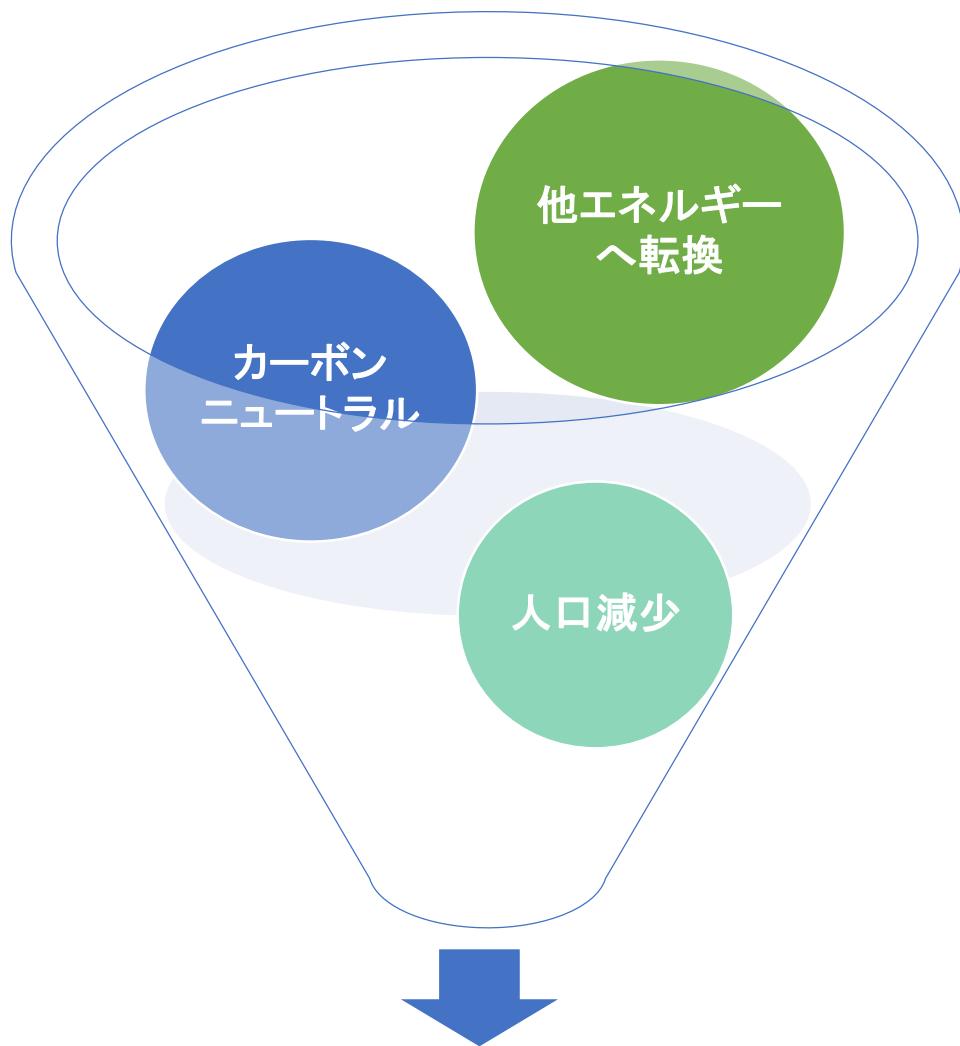 他エネルギー
へ転換
カーボン
ニュートラル
人口減少